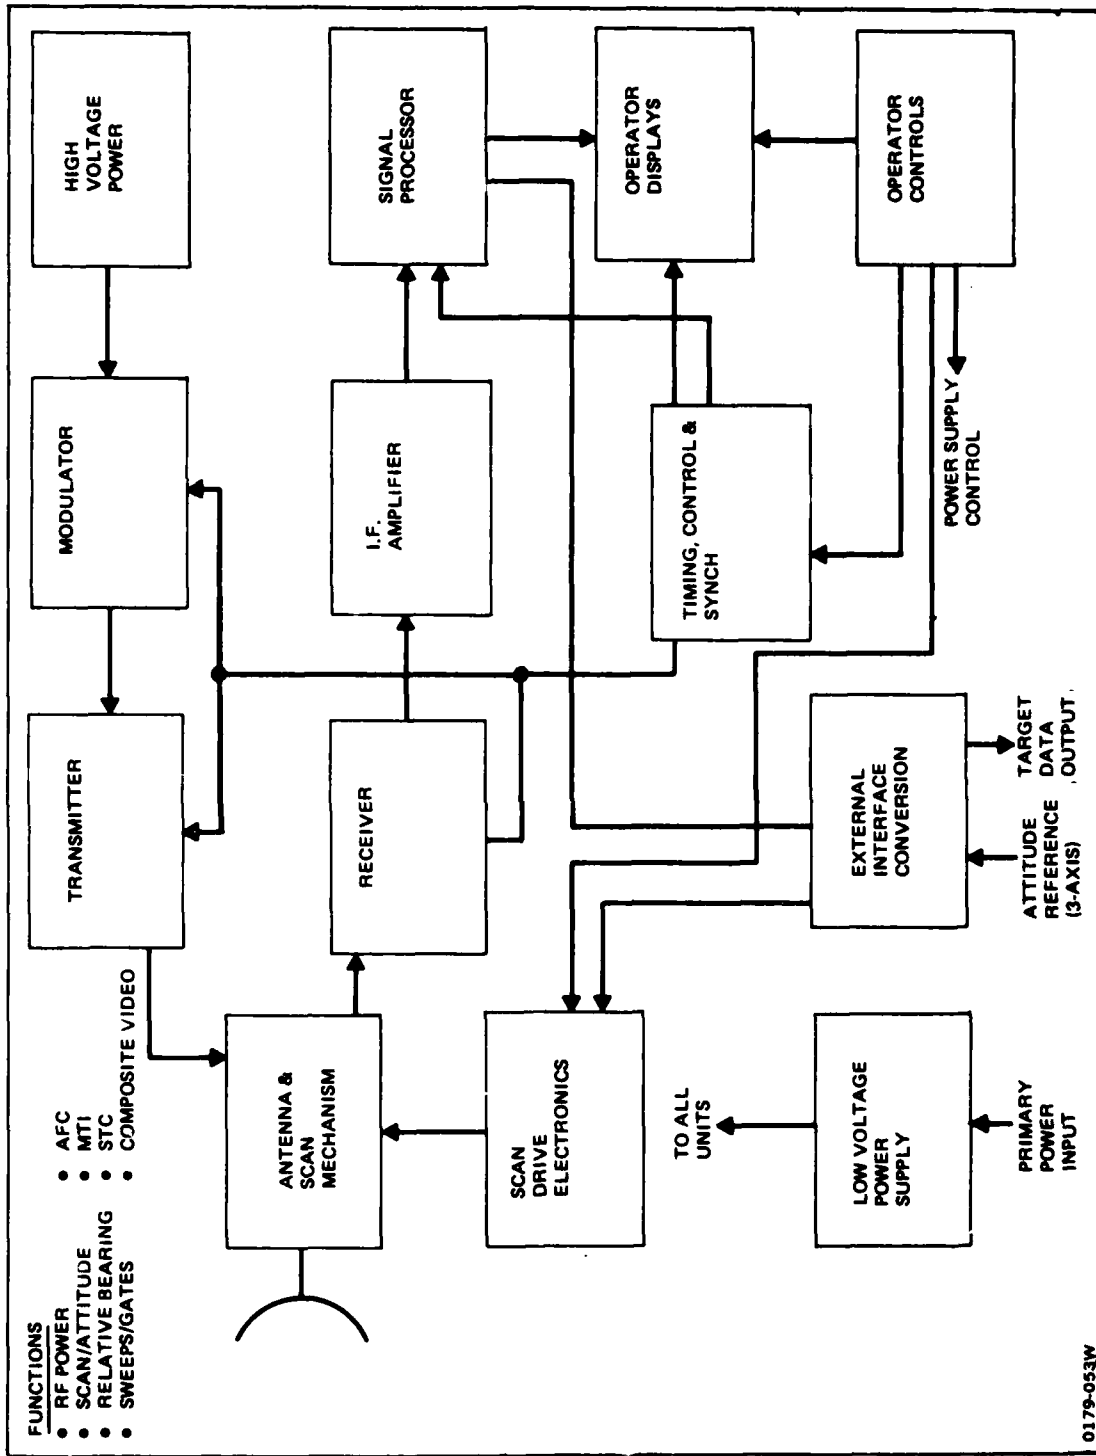 FUNCTIONS
• RF POWER
• SCAN/ATTITUDE
• RELATIVE BEARING
• SWEEPS/GATES
• AFC
• MTI
• STC
• COMPOSITE VIDEO
TRANSMITTER
MODULATOR
HIGH
VOLTAGE
POWER
ANTENNA &
SCAN
MECHANISM
RECEIVER
I.F.
AMPLIFIER
SIGNAL
PROCESSOR
SCAN
DRIVE
ELECTRONICS
OPERATOR
DISPLAYS
TO ALL
UNITS
TIMING, CONTROL &
SYNCH
LOW VOLTAGE
POWER
SUPPLY
EXTERNAL
INTERFACE
CONVERSION
OPERATOR
CONTROLS
POWER SUPPLY
CONTROL
PRIMARY
POWER
INPUT
ATTITUDE
REFERENCE
(3-AXIS)
TARGET
DATA
OUTPUT
0179-053W